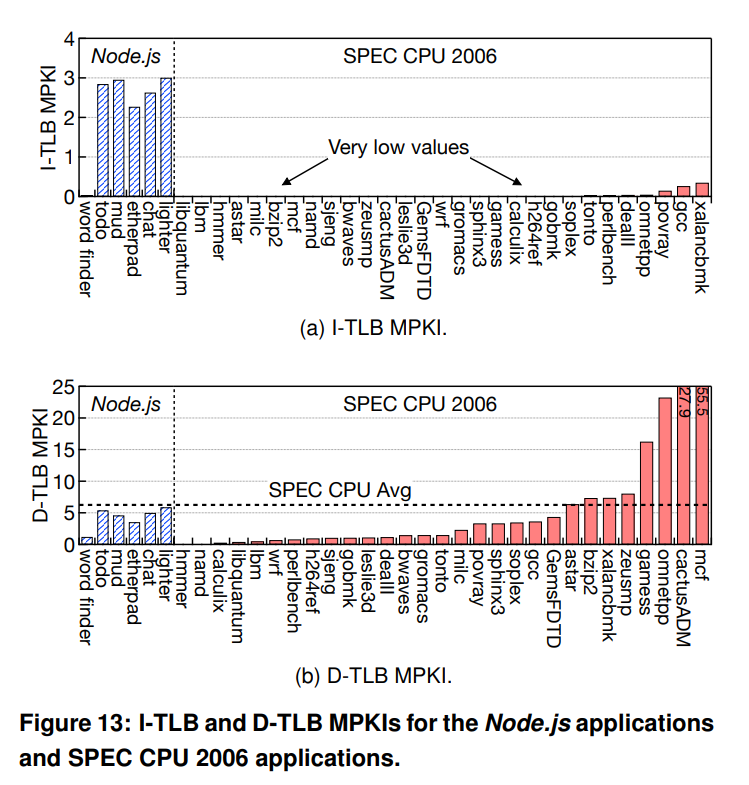 4
3
2
1
0
I-TLB MPKI
Node.js
SPEC CPU 2006
Very low values
word finder
todo
mud
etherpad
chat
lighter
libquantum
lbm
hmmer
astar
milc
bzip2
mcf
namd
sjeng
bwaves
zeusmp
cactusADM
leslie3d
GemsFDTD
wrf
gromacs
sphinx3
gamess
calculix
h264ref
gobmk
soplex
tonto
perlbench
dealII
omnetpp
povray
gcc
xalancbmk
(a) I-TLB MPKI.
25
20
15
10
5
0
D-TLB MPKI
Node.js
SPEC CPU 2006
SPEC CPU Avg
27.9
55.5
word finder
todo
mud
etherpad
chat
lighter
hmmer
namd
calculix
libquantum
lbm
wrf
perlbench
h264ref
sjeng
gobmk
leslie3d
dealII
bwaves
gromacs
tonto
milc
povray
sphinx3
soplex
gcc
GemsFDTD
astar
bzip2
xalancbmk
zeusmp
gamess
omnetpp
cactusADM
mcf
(b) D-TLB MPKI.
Figure 13: I-TLB and D-TLB MPKIs for the Node.js applications
and SPEC CPU 2006 applications.